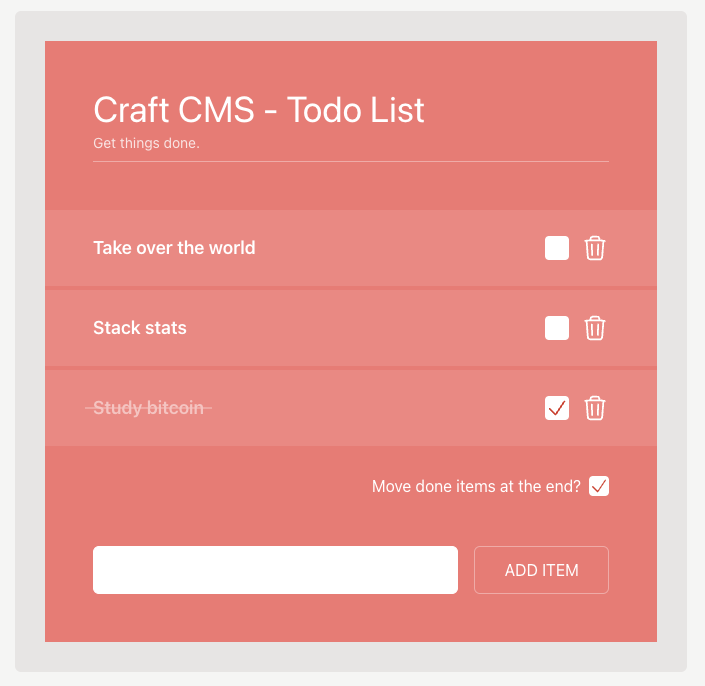 Craft CMS - Todo List
Get things done.
Take over the world
Stack stats
Study bitcoin
Move done items at the end?
ADD ITEM